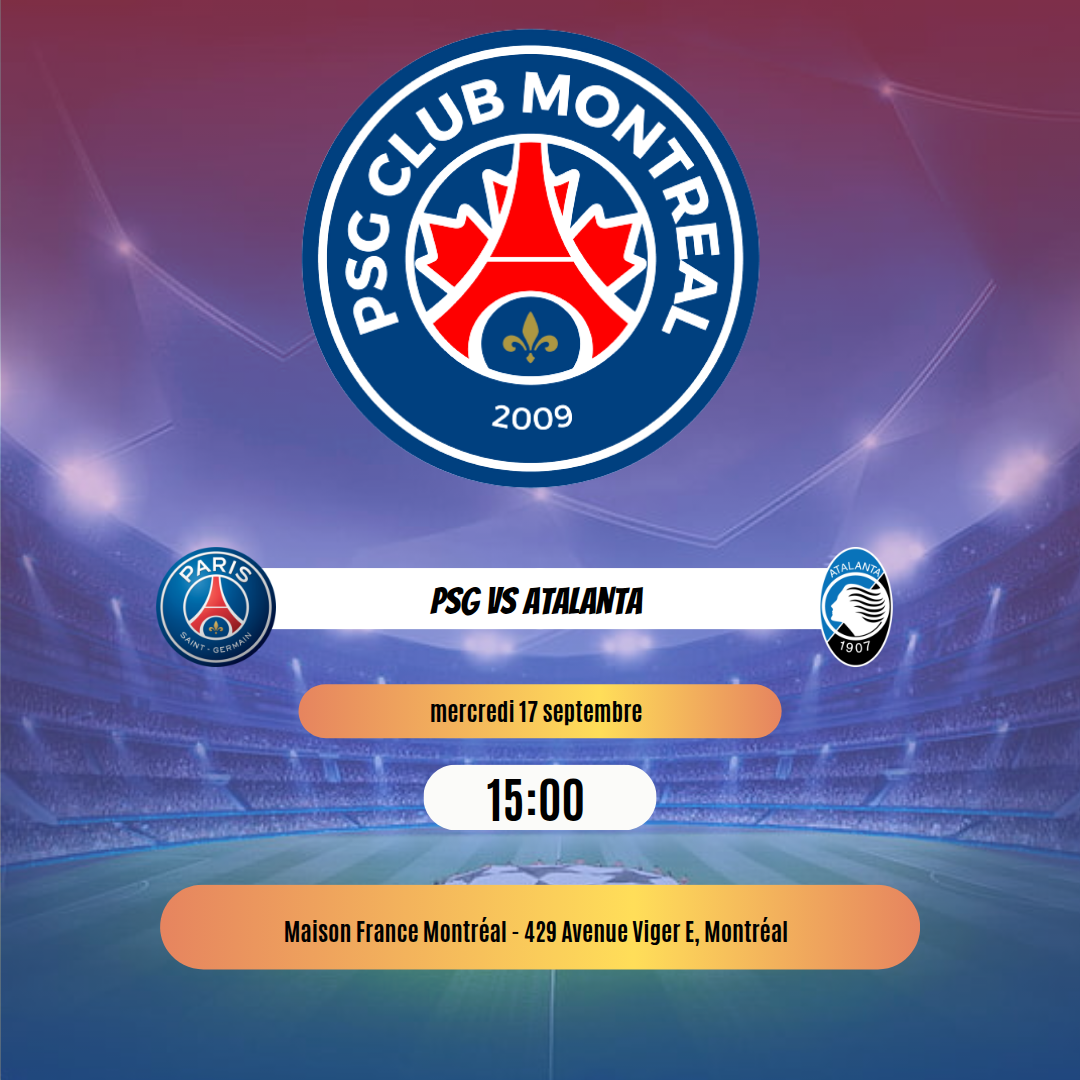 PSG CLUB MONTREAL
2009
PARIS
SAINT - GERMAIN
PSG VS ATALANTA
ATALANTA
1907
mercredi 17 septembre
15:00
Maison France Montréal - 429 Avenue Viger E, Montréal